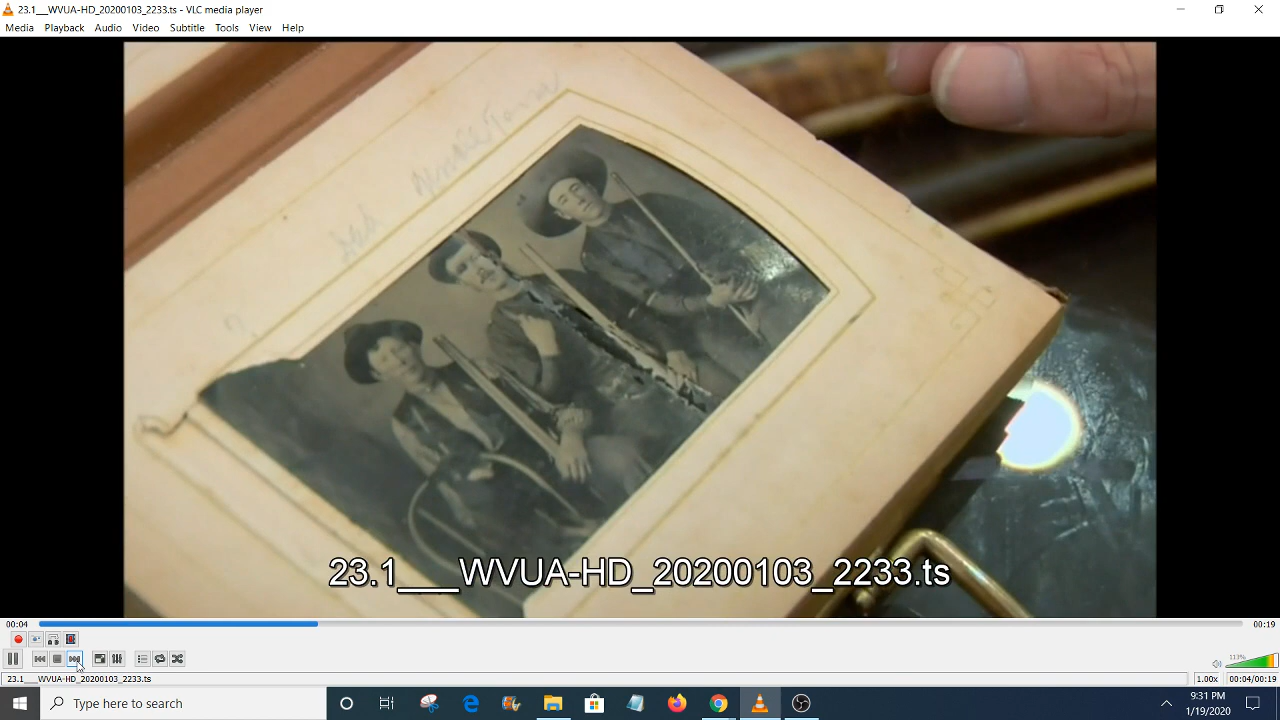 23.1___WVUA-HD_20200103_2233.ts - VLC media player
Media Playback Audio Video Subtitle Tools View Help
23.1___WVUA-HD_20200103_2233.ts
00:04
00:19
113%
23.1___WVUA-HD_20200103_2233.ts
1.00x
00:04/00:19
Type here to search
9:31 PM
1/19/2020